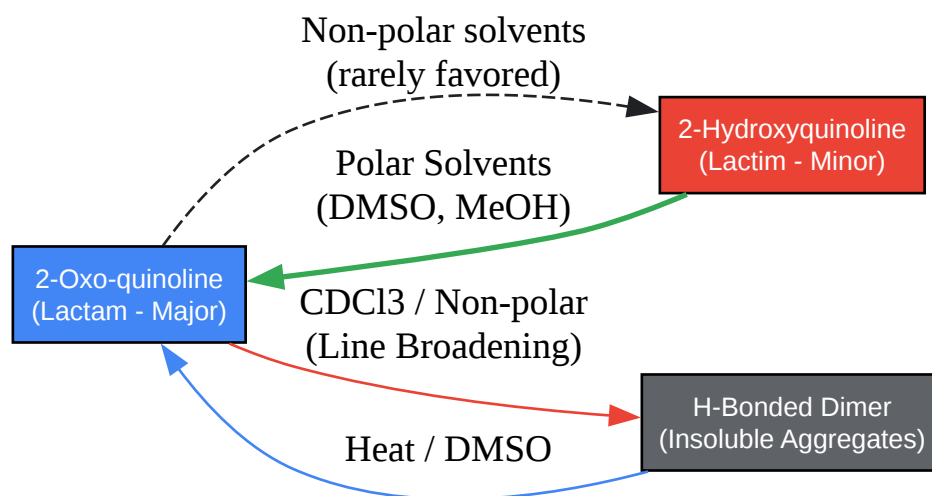 Non-polar solvents
(rarely favored)
2-Hydroxyquinoline
(Lactim - Minor)
Polar Solvents
(DMSO, MeOH)
2-Oxo-quinoline
(Lactam - Major)
CDCl3 / Non-polar
(Line Broadening)
H-Bonded Dimer
(Insoluble Aggregates)
Heat / DMSO